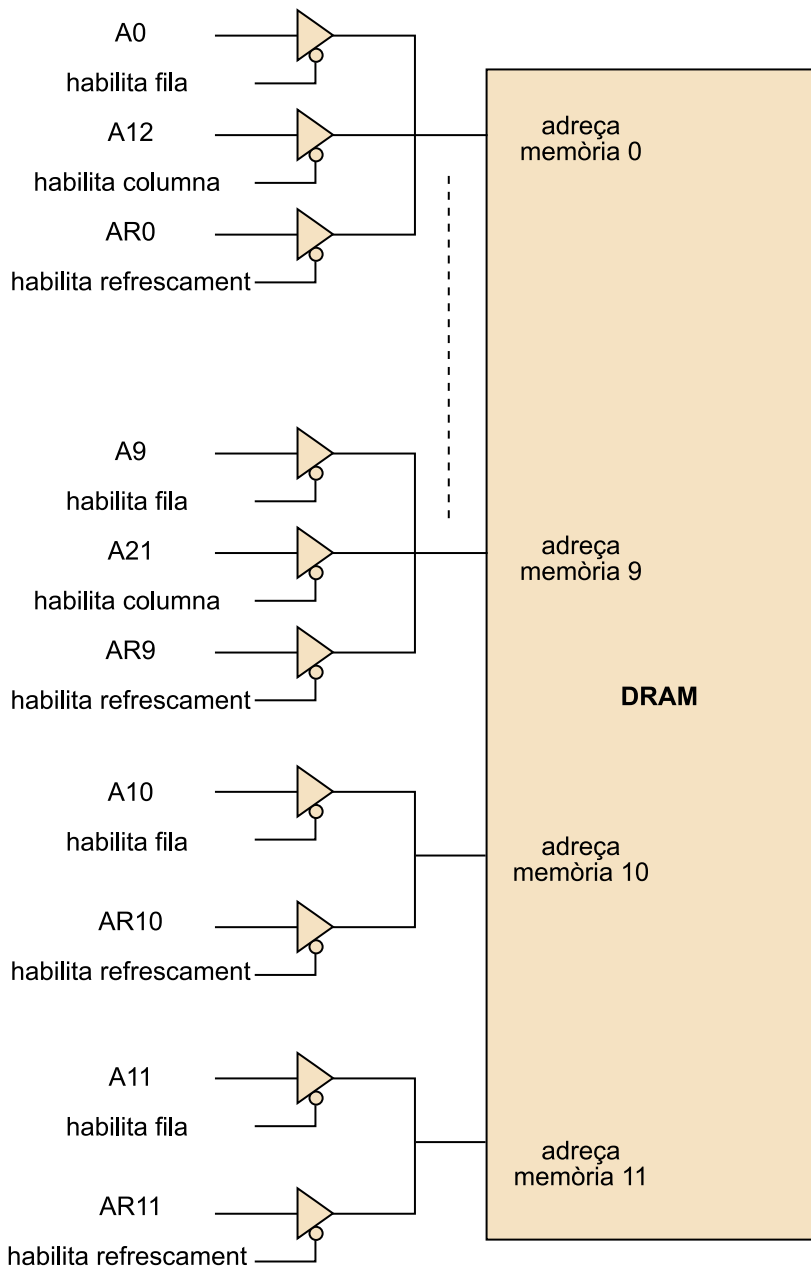 A0
habilita fila
A12
habilita columna
AR0
habilita refrescament
adreça
memòria 0
A9
habilita fila
A21
habilita columna
AR9
habilita refrescament
adreça
memòria 9
DRAM
A10
habilita fila
AR10
habilita refrescament
adreça
memòria 10
A11
habilita fila
AR11
habilita refrescament
adreça
memòria 11